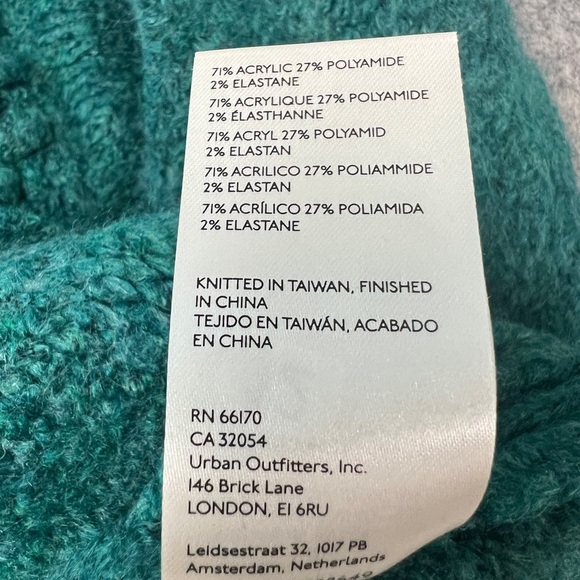 71% ACRYLIC 27% POLYAMIDE
2% ELASTANE
71% ACRYLIQUE 27% POLYAMIDE
2% ÉLASTHANNE
71% ACRYL 27% POLYAMID
2% ELASTAN
71% ACRILICO 27% POLIAMMIDE
2% ELASTAN
71% ACRÍLICO 27% POLIAMIDA
2% ELASTANE
KNITTED IN TAIWAN, FINISHED
IN CHINA
TEJIDO EN TAIWÁN, ACABADO
EN CHINA
RN 66170
CA 32054
Urban Outfitters, Inc.
146 Brick Lane
LONDON, E1 6RU
Leidsestraat 32, 1017 PB
Amsterdam, Netherlands